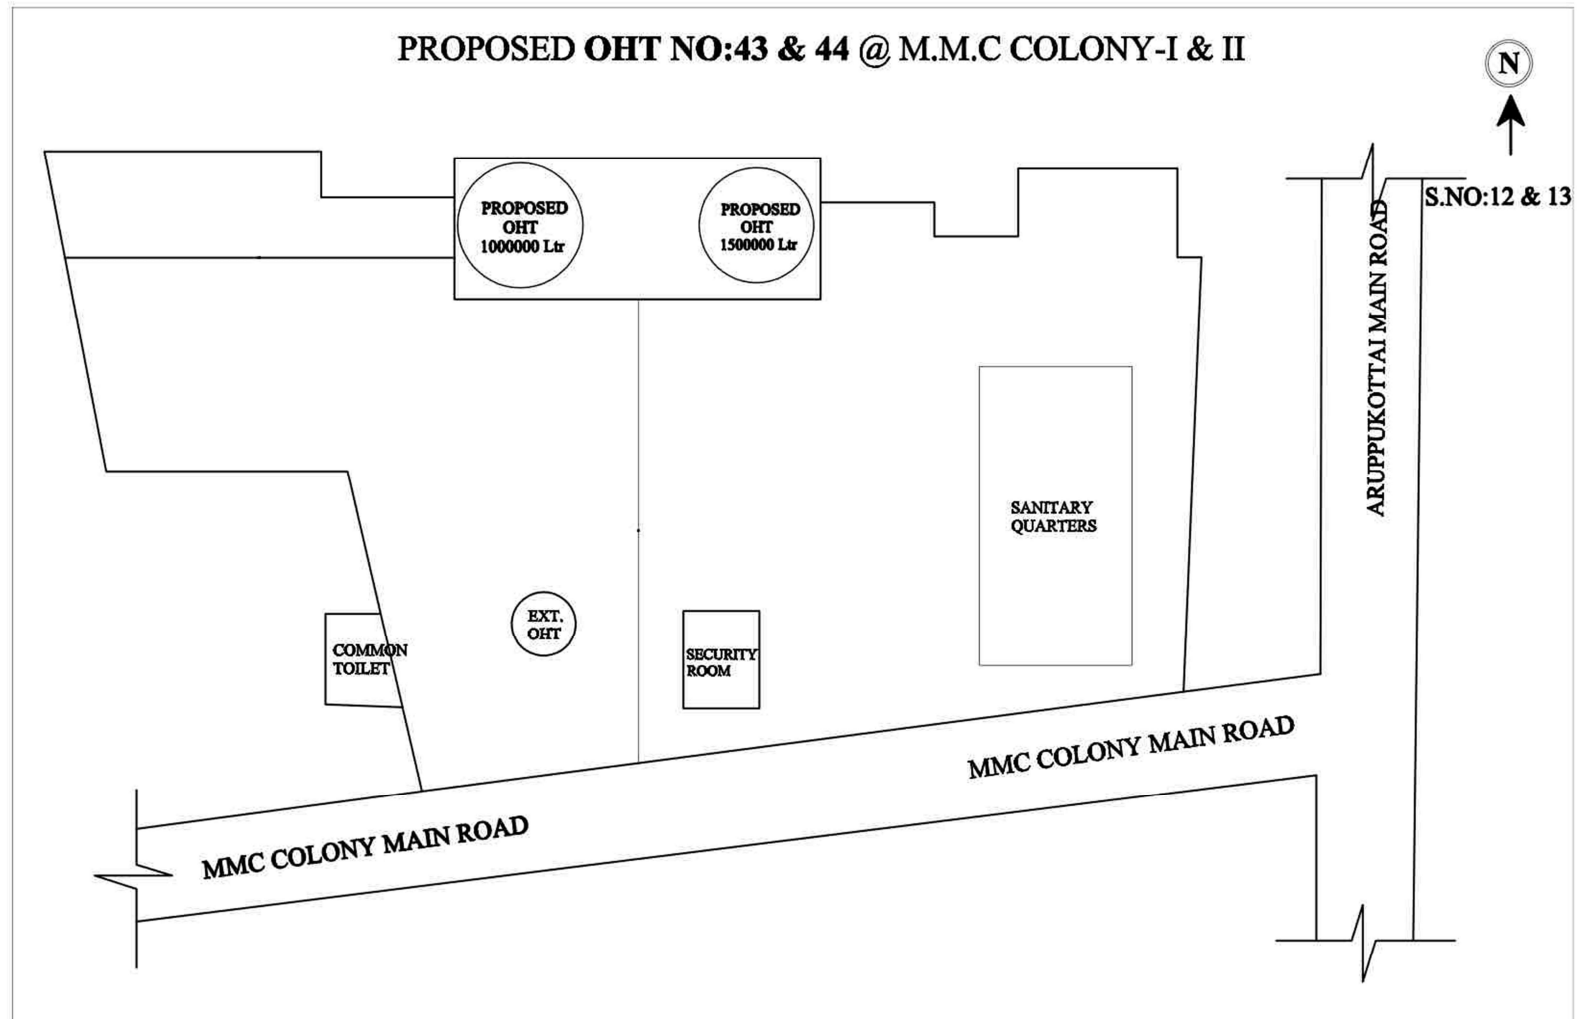 PROPOSED OHT NO:43 & 44 @ M.M.C COLONY-I & II
N
S.NO:12 & 13
PROPOSED
OHT
1000000 Ltr
PROPOSED
OHT
1500000 Ltr
ARUPPUKOTTAI MAIN ROAD
SANITARY
QUARTERS
EXT.
OHT
COMMON
TOILET
SECURITY
ROOM
MMC COLONY MAIN ROAD
MMC COLONY MAIN ROAD